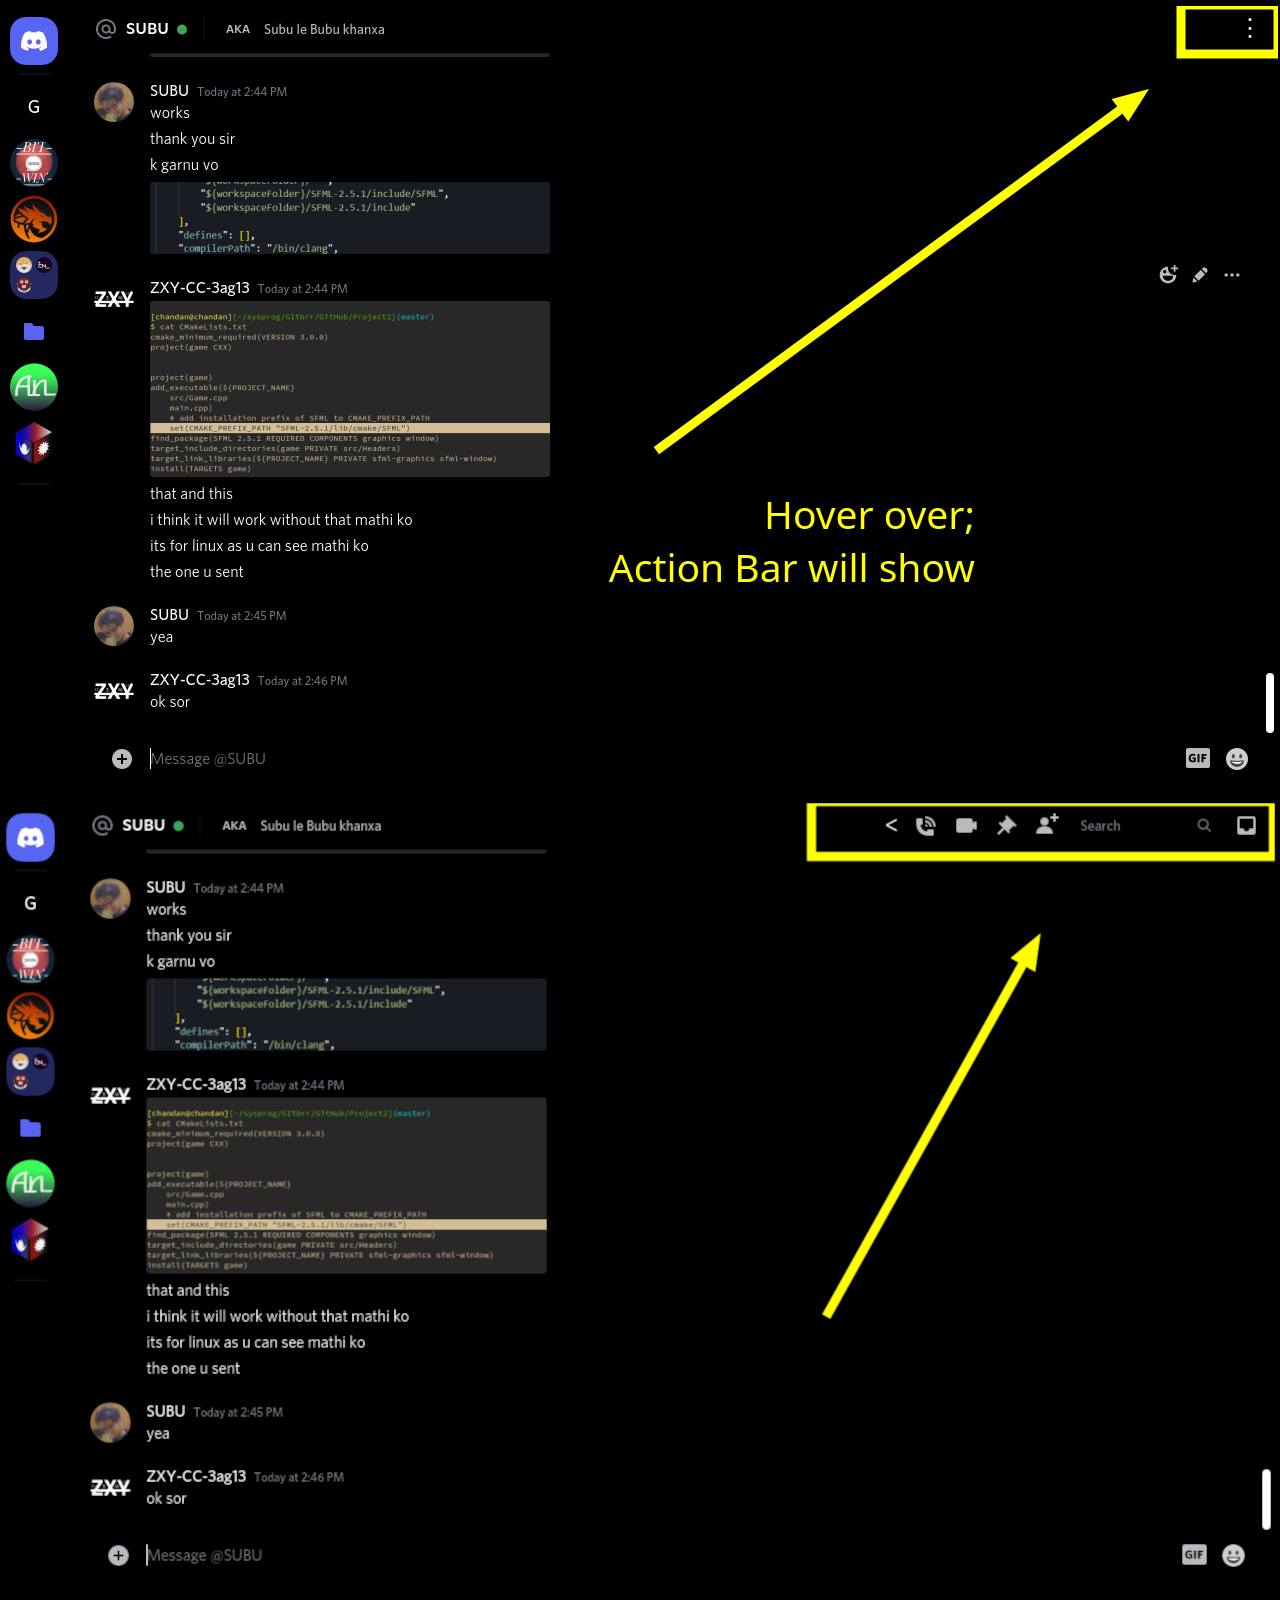 SUBU AKA Subu le Bubu khanxa
G
BIT
WIN
SUBU Today at 2:44 PM
works
thank you sir
k garnu vo
"${workspaceFolder}/SFML-2.5.1/include/SFML",
"${workspaceFolder}/SFML-2.5.1/include"
],
"defines": [],
"compilerPath": "/bin/clang",
ZXY
ZXY-CC-3ag13 Today at 2:44 PM
[chandan@chandan][~/sysprog/GItbrr/GitHub/Project2](master)
$ cat CMakeLists.txt
cmake_minimum_required(VERSION 3.0.0)
project(game CXX)
project(game)
add_executable(${PROJECT_NAME}
src/Game.cpp
main.cpp)
# add installation prefix of SFML to CMAKE_PREFIX_PATH
set(CMAKE_PREFIX_PATH "SFML-2.5.1/lib/cmake/SFML")
find_package(SFML 2.5.1 REQUIRED COMPONENTS graphics window)
target_include_directories(game PRIVATE src/Headers)
target_link_libraries(${PROJECT_NAME} PRIVATE sfml-graphics sfml-window)
install(TARGETS game)
that and this
i think it will work without that mathi ko
its for linux as u can see mathi ko
the one u sent
Hover over;
Action Bar will show
SUBU Today at 2:45 PM
yea
ZXY
ZXY-CC-3ag13 Today at 2:46 PM
ok sor
Message @SUBU
GIF
SUBU AKA Subu le Bubu khanxa
< Search
G
BIT
WIN
SUBU Today at 2:44 PM
works
thank you sir
k garnu vo
"${workspaceFolder}/SFML-2.5.1/include/SFML",
"${workspaceFolder}/SFML-2.5.1/include"
],
"defines": [],
"compilerPath": "/bin/clang",
ZXY
ZXY-CC-3ag13 Today at 2:44 PM
[chandan@chandan][~/sysprog/GItbrr/GitHub/Project2](master)
$ cat CMakeLists.txt
cmake_minimum_required(VERSION 3.0.0)
project(game CXX)
project(game)
add_executable(${PROJECT_NAME}
src/Game.cpp
main.cpp)
# add installation prefix of SFML to CMAKE_PREFIX_PATH
set(CMAKE_PREFIX_PATH "SFML-2.5.1/lib/cmake/SFML")
find_package(SFML 2.5.1 REQUIRED COMPONENTS graphics window)
target_include_directories(game PRIVATE src/Headers)
target_link_libraries(${PROJECT_NAME} PRIVATE sfml-graphics sfml-window)
install(TARGETS game)
that and this
i think it will work without that mathi ko
its for linux as u can see mathi ko
the one u sent
SUBU Today at 2:45 PM
yea
ZXY
ZXY-CC-3ag13 Today at 2:46 PM
ok sor
Message @SUBU
GIF